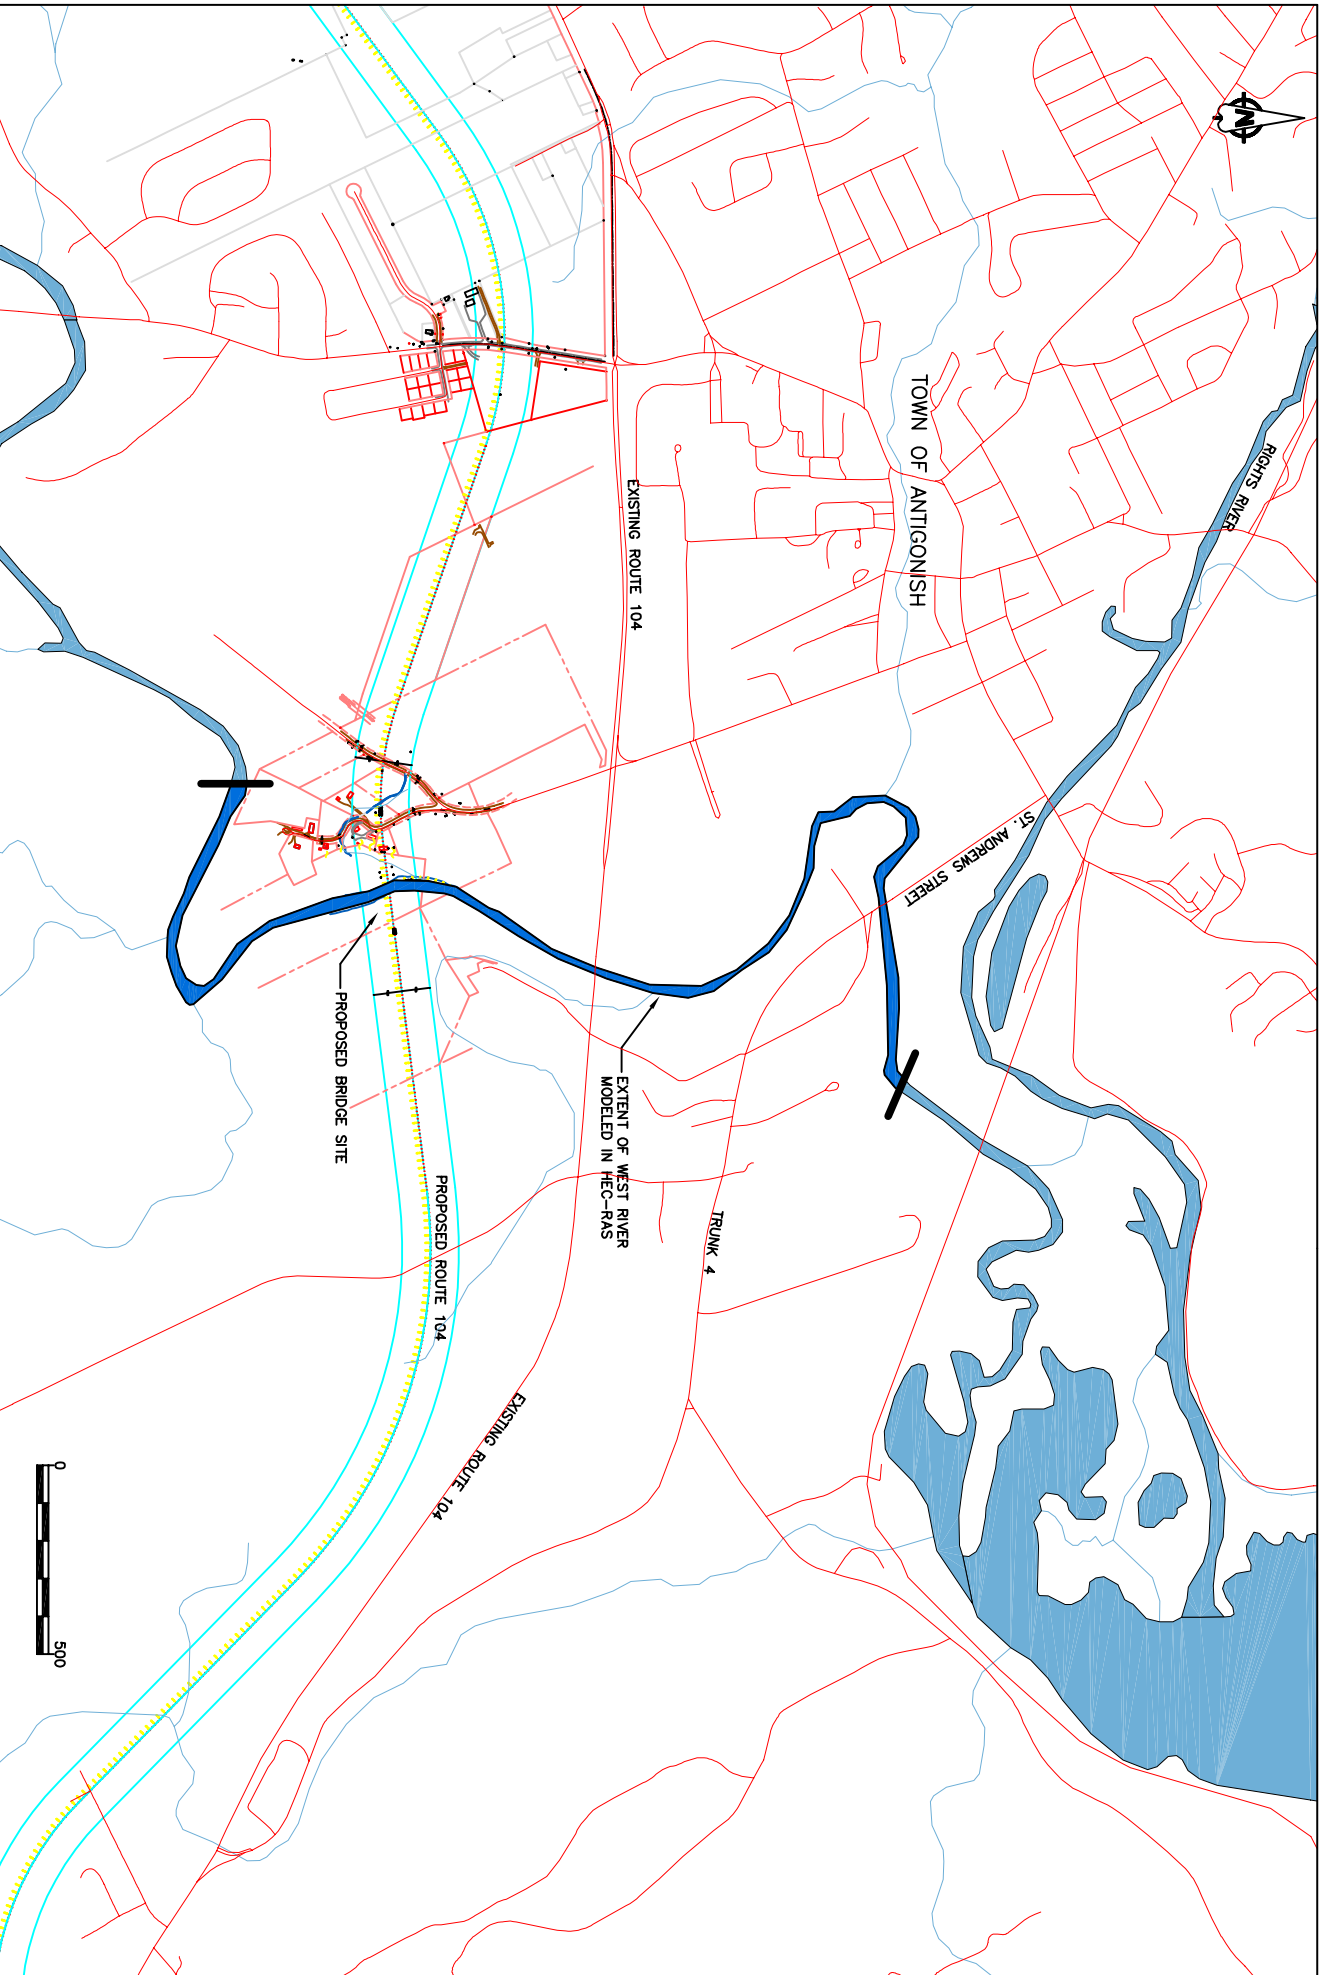 N
RIGHTS RIVER
TOWN OF ANTIGONISH
ST. ANDREWS STREET
EXISTING ROUTE 104
EXTENT OF WEST RIVER
MODELED IN HEC-RAS
TRUNK 4
PROPOSED BRIDGE SITE
PROPOSED ROUTE 104
EXISTING ROUTE 104
0
500